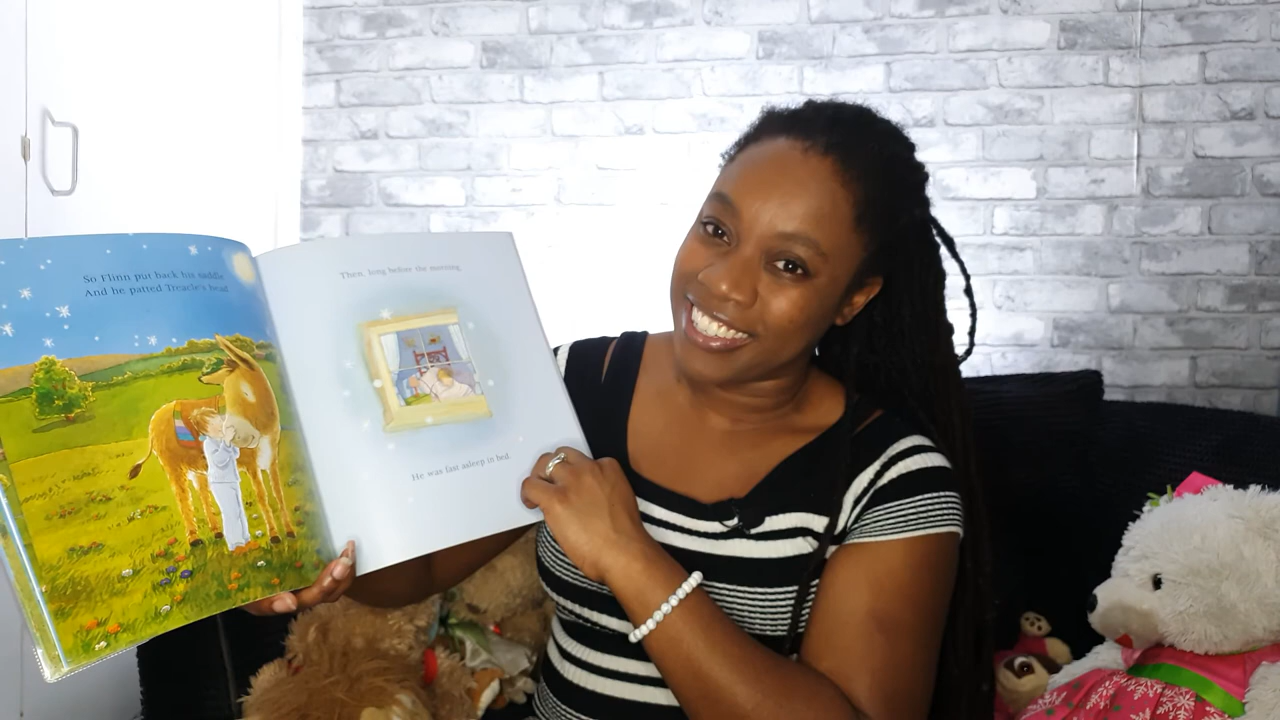 So Flinn put back his saddle
And he patted Treacle's head
Then, long before the morning,
He was fast asleep in bed.